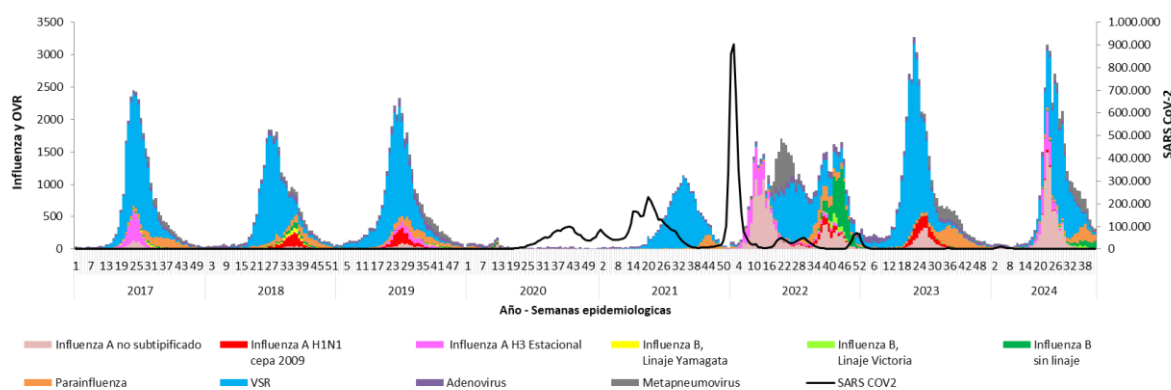 3500
3000
2500
2000
1500
1000
500
0
Influenza y OVR
1.000.000
900.000
800.000
700.000
600.000
500.000
400.000
300.000
200.000
100.000
0
SARS CoV-2
1 7 13 19 25 31 37 43 49 3 9 15 21 27 33 39 45 51 5 11 17 23 29 35 41 47 1 7 13 19 25 31 37 43 49 2 8 14 20 26 32 38 44 50 4 10 16 22 28 34 40 46 52 6 12 18 24 30 36 42 48 2 8 14 20 26 32 38
2017 2018 2019 2020 2021 2022 2023 2024
Año - Semanas epidemiologicas
Influenza A no subtipificado Influenza A H1N1 Influenza A H3 Estacional Influenza B, Influenza B, Influenza B
cepa 2009 Linaje Yamagata Linaje Victoria sin linaje
Parainfluenza VSR Adenovirus Metapneumovirus SARS COV2